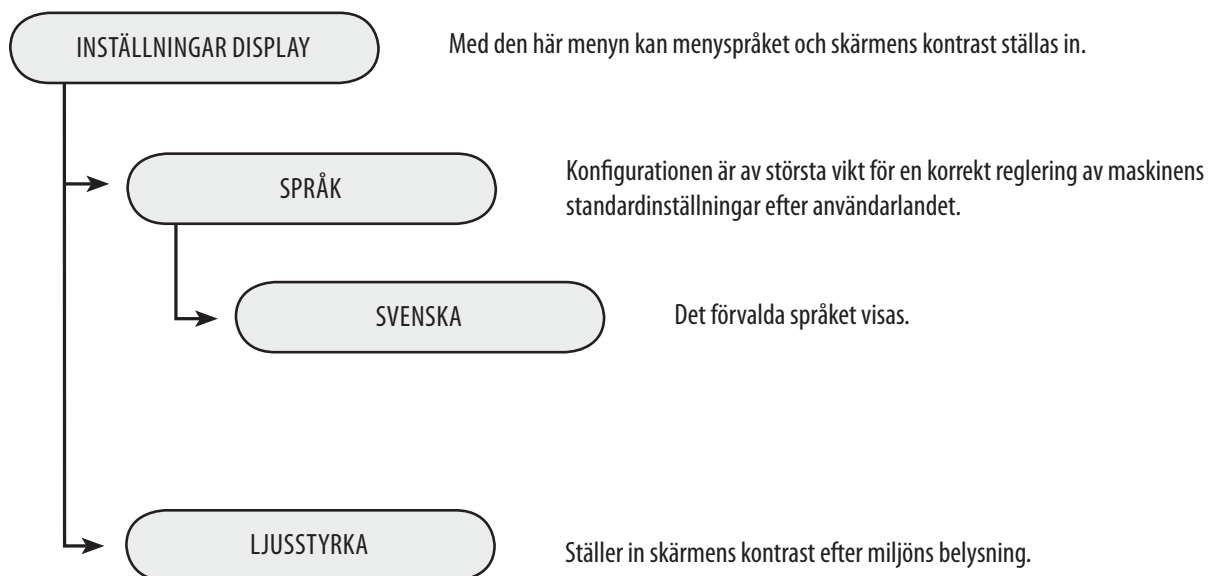 INSTÄLLNINGAR DISPLAY
Med den här menyn kan menyspråket och skärmens kontrast ställas in.
SPRÅK
Konfigurationen är av största vikt för en korrekt reglering av maskinens
standardinställningar efter användarlandet.
SVENSKA
Det förvalda språket visas.
LJUSSTYRKA
Ställer in skärmens kontrast efter miljöns belysning.